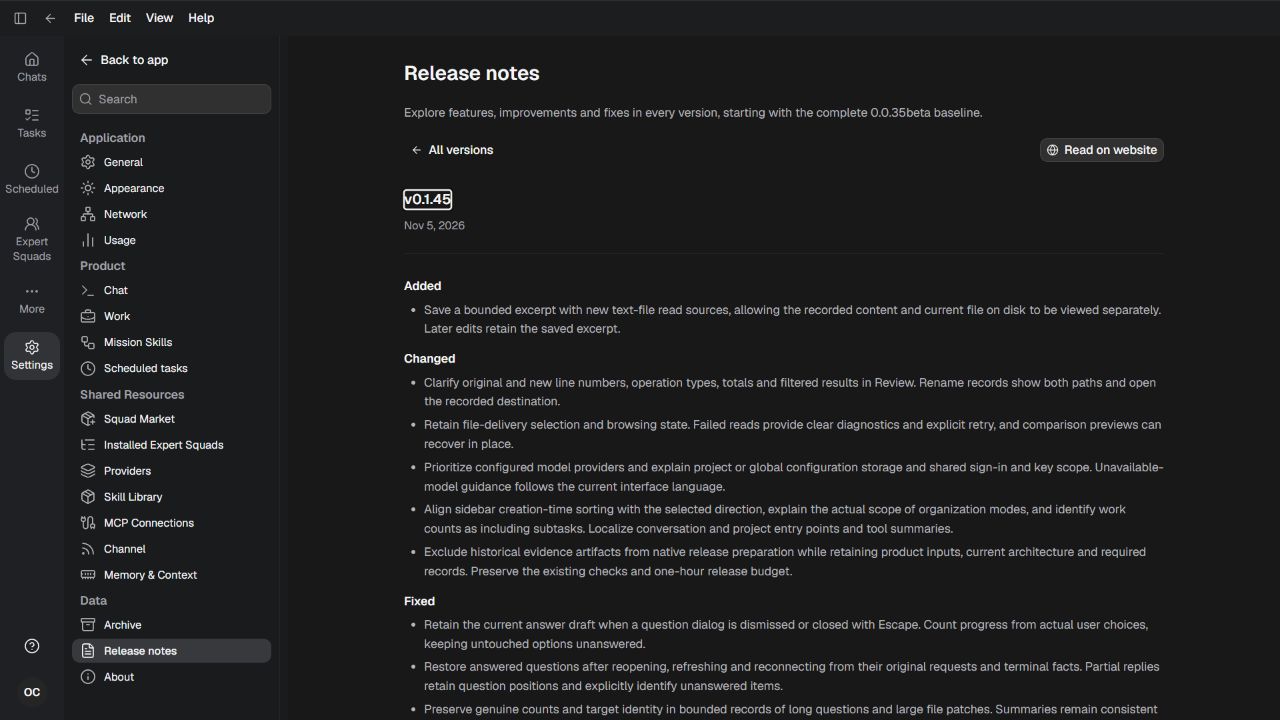 File Edit View Help
Chats
Tasks
Scheduled
Expert
Squads
More
Settings
OC
Back to app
Search
Application
General
Appearance
Network
Usage
Product
Chat
Work
Mission Skills
Scheduled tasks
Shared Resources
Squad Market
Installed Expert Squads
Providers
Skill Library
MCP Connections
Channel
Memory & Context
Data
Archive
Release notes
About
Release notes
Explore features, improvements and fixes in every version, starting with the complete 0.0.35beta baseline.
All versions
Read on website
v0.1.45
Nov 5, 2026
Added
• Save a bounded excerpt with new text-file read sources, allowing the recorded content and current file on disk to be viewed separately.
Later edits retain the saved excerpt.
Changed
• Clarify original and new line numbers, operation types, totals and filtered results in Review. Rename records show both paths and open
the recorded destination.
• Retain file-delivery selection and browsing state. Failed reads provide clear diagnostics and explicit retry, and comparison previews can
recover in place.
• Prioritize configured model providers and explain project or global configuration storage and shared sign-in and key scope. Unavailable-
model guidance follows the current interface language.
• Align sidebar creation-time sorting with the selected direction, explain the actual scope of organization modes, and identify work
counts as including subtasks. Localize conversation and project entry points and tool summaries.
• Exclude historical evidence artifacts from native release preparation while retaining product inputs, current architecture and required
records. Preserve the existing checks and one-hour release budget.
Fixed
• Retain the current answer draft when a question dialog is dismissed or closed with Escape. Count progress from actual user choices,
keeping untouched options unanswered.
• Restore answered questions after reopening, refreshing and reconnecting from their original requests and terminal facts. Partial replies
retain question positions and explicitly identify unanswered items.
• Preserve genuine counts and target identity in bounded records of long questions and large file patches. Summaries remain consistent